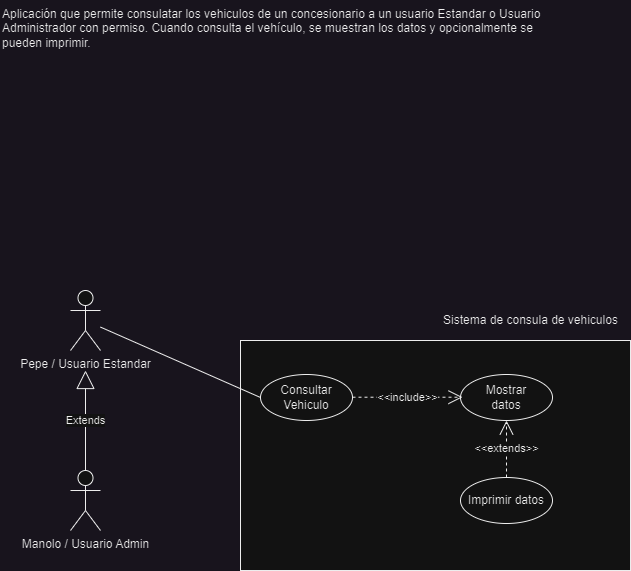 Aplicación que permite consulatar los vehiculos de un concesionario a un usuario Estandar o Usuario
Administrador con permiso. Cuando consulta el vehículo, se muestran los datos y opcionalmente se
pueden imprimir.
Sistema de consula de vehiculos
Pepe / Usuario Estandar
Consultar
Vehiculo
<<include>>
Mostrar
datos
Extends
<<extends>>
Imprimir datos
Manolo / Usuario Admin